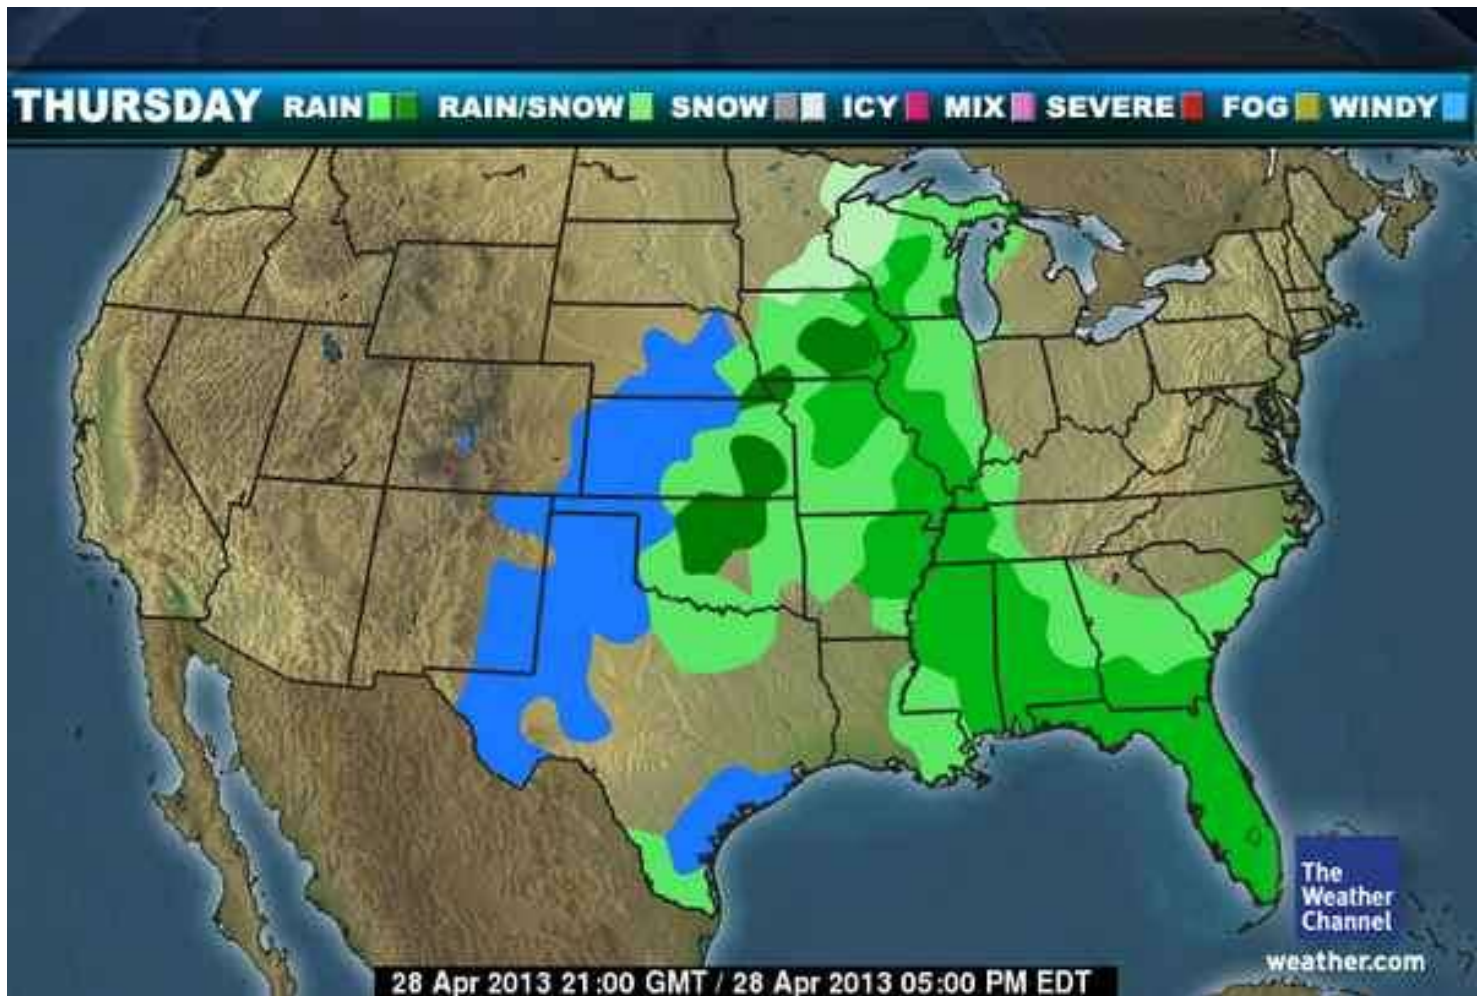 THURSDAY RAIN RAIN/SNOW SNOW ICY MIX SEVERE FOG WINDY
The
Weather
Channel
weather.com
28 Apr 2013 21:00 GMT / 28 Apr 2013 05:00 PM EDT